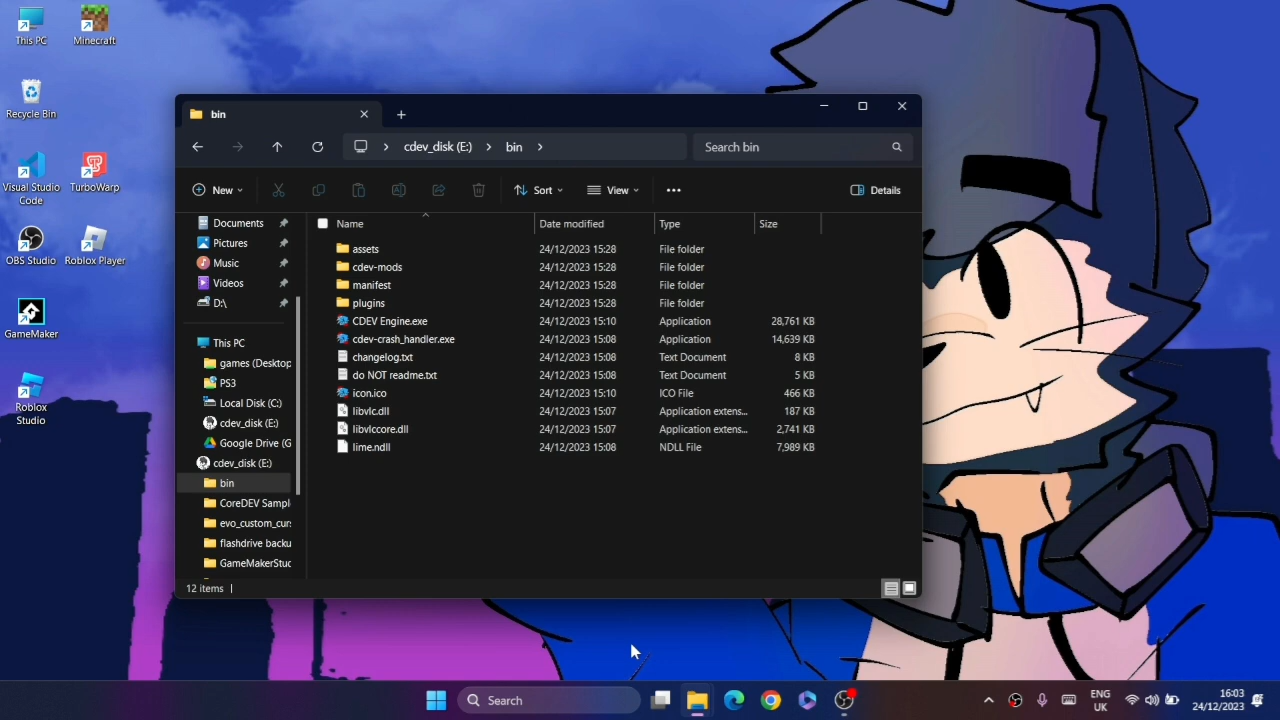 This PC
Minecraft
Recycle Bin
Visual Studio
Code
TurboWarp
OBS Studio
Roblox Player
GameMaker
Roblox
Studio
bin
cdev_disk (E:)
bin
Search bin
New
Sort
View
Details
Documents
Pictures
Music
Videos
D:\
This PC
games (Desktop
PS3
Local Disk (C:)
cdev_disk (E:)
Google Drive (G
cdev_disk (E:)
bin
CoreDEV Sampl
evo_custom_curs
flashdrive backu
GameMakerStuc
Name Date modified Type Size
assets 24/12/2023 15:28 File folder
cdev-mods 24/12/2023 15:28 File folder
manifest 24/12/2023 15:28 File folder
plugins 24/12/2023 15:28 File folder
CDEV Engine.exe 24/12/2023 15:10 Application 28,761 KB
cdev-crash_handler.exe 24/12/2023 15:08 Application 14,639 KB
changelog.txt 24/12/2023 15:08 Text Document 8 KB
do NOT readme.txt 24/12/2023 15:08 Text Document 5 KB
icon.ico 24/12/2023 15:10 ICO File 466 KB
libvlc.dll 24/12/2023 15:07 Application extens... 187 KB
libvlccore.dll 24/12/2023 15:07 Application extens... 2,741 KB
lime.ndll 24/12/2023 15:08 NDLL File 7,989 KB
12 items
Search
ENG
UK
16:03
24/12/2023